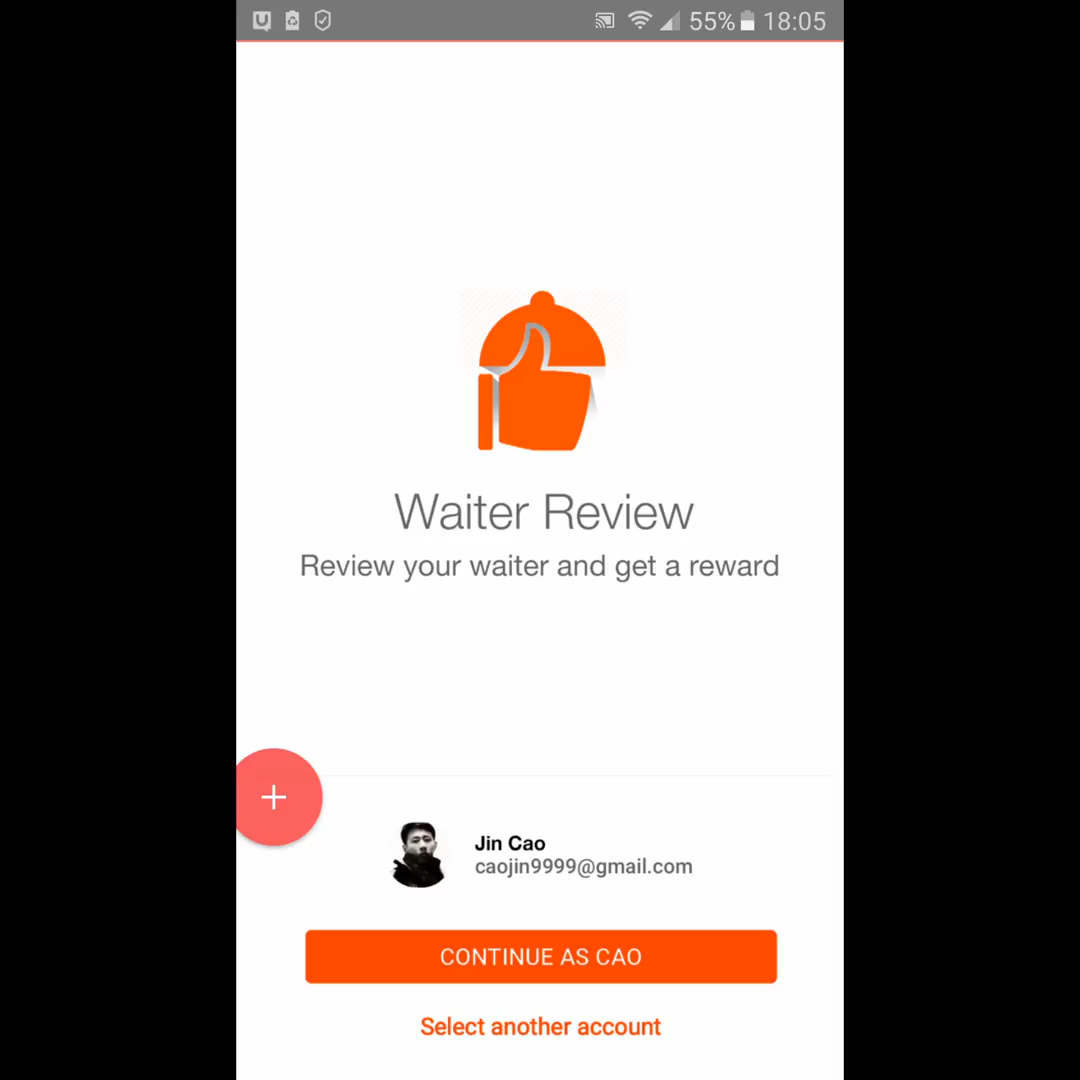 55% 18:05
Waiter Review
Review your waiter and get a reward
Jin Cao
caojin9999@gmail.com
CONTINUE AS CAO
Select another account